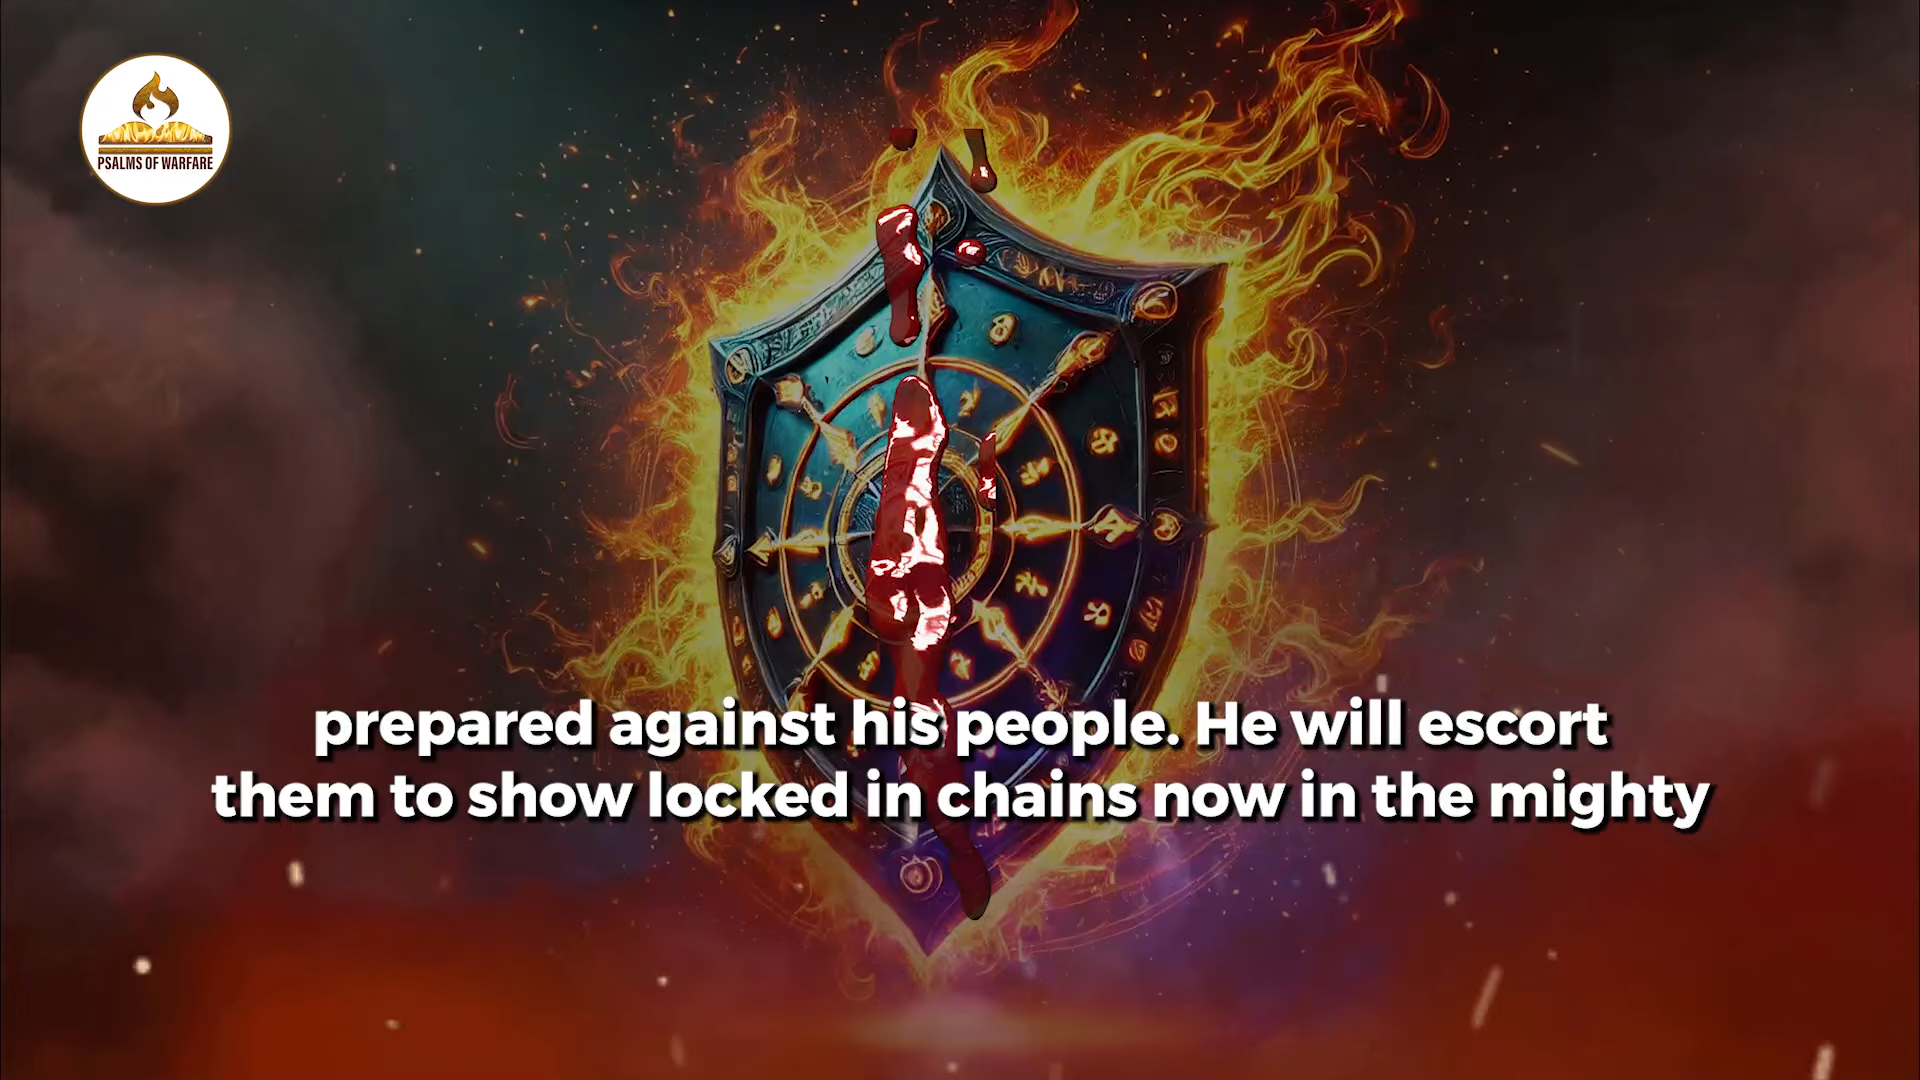 PSALMS OF WARFARE
prepared against his people. He will escort
them to show locked in chains now in the mighty